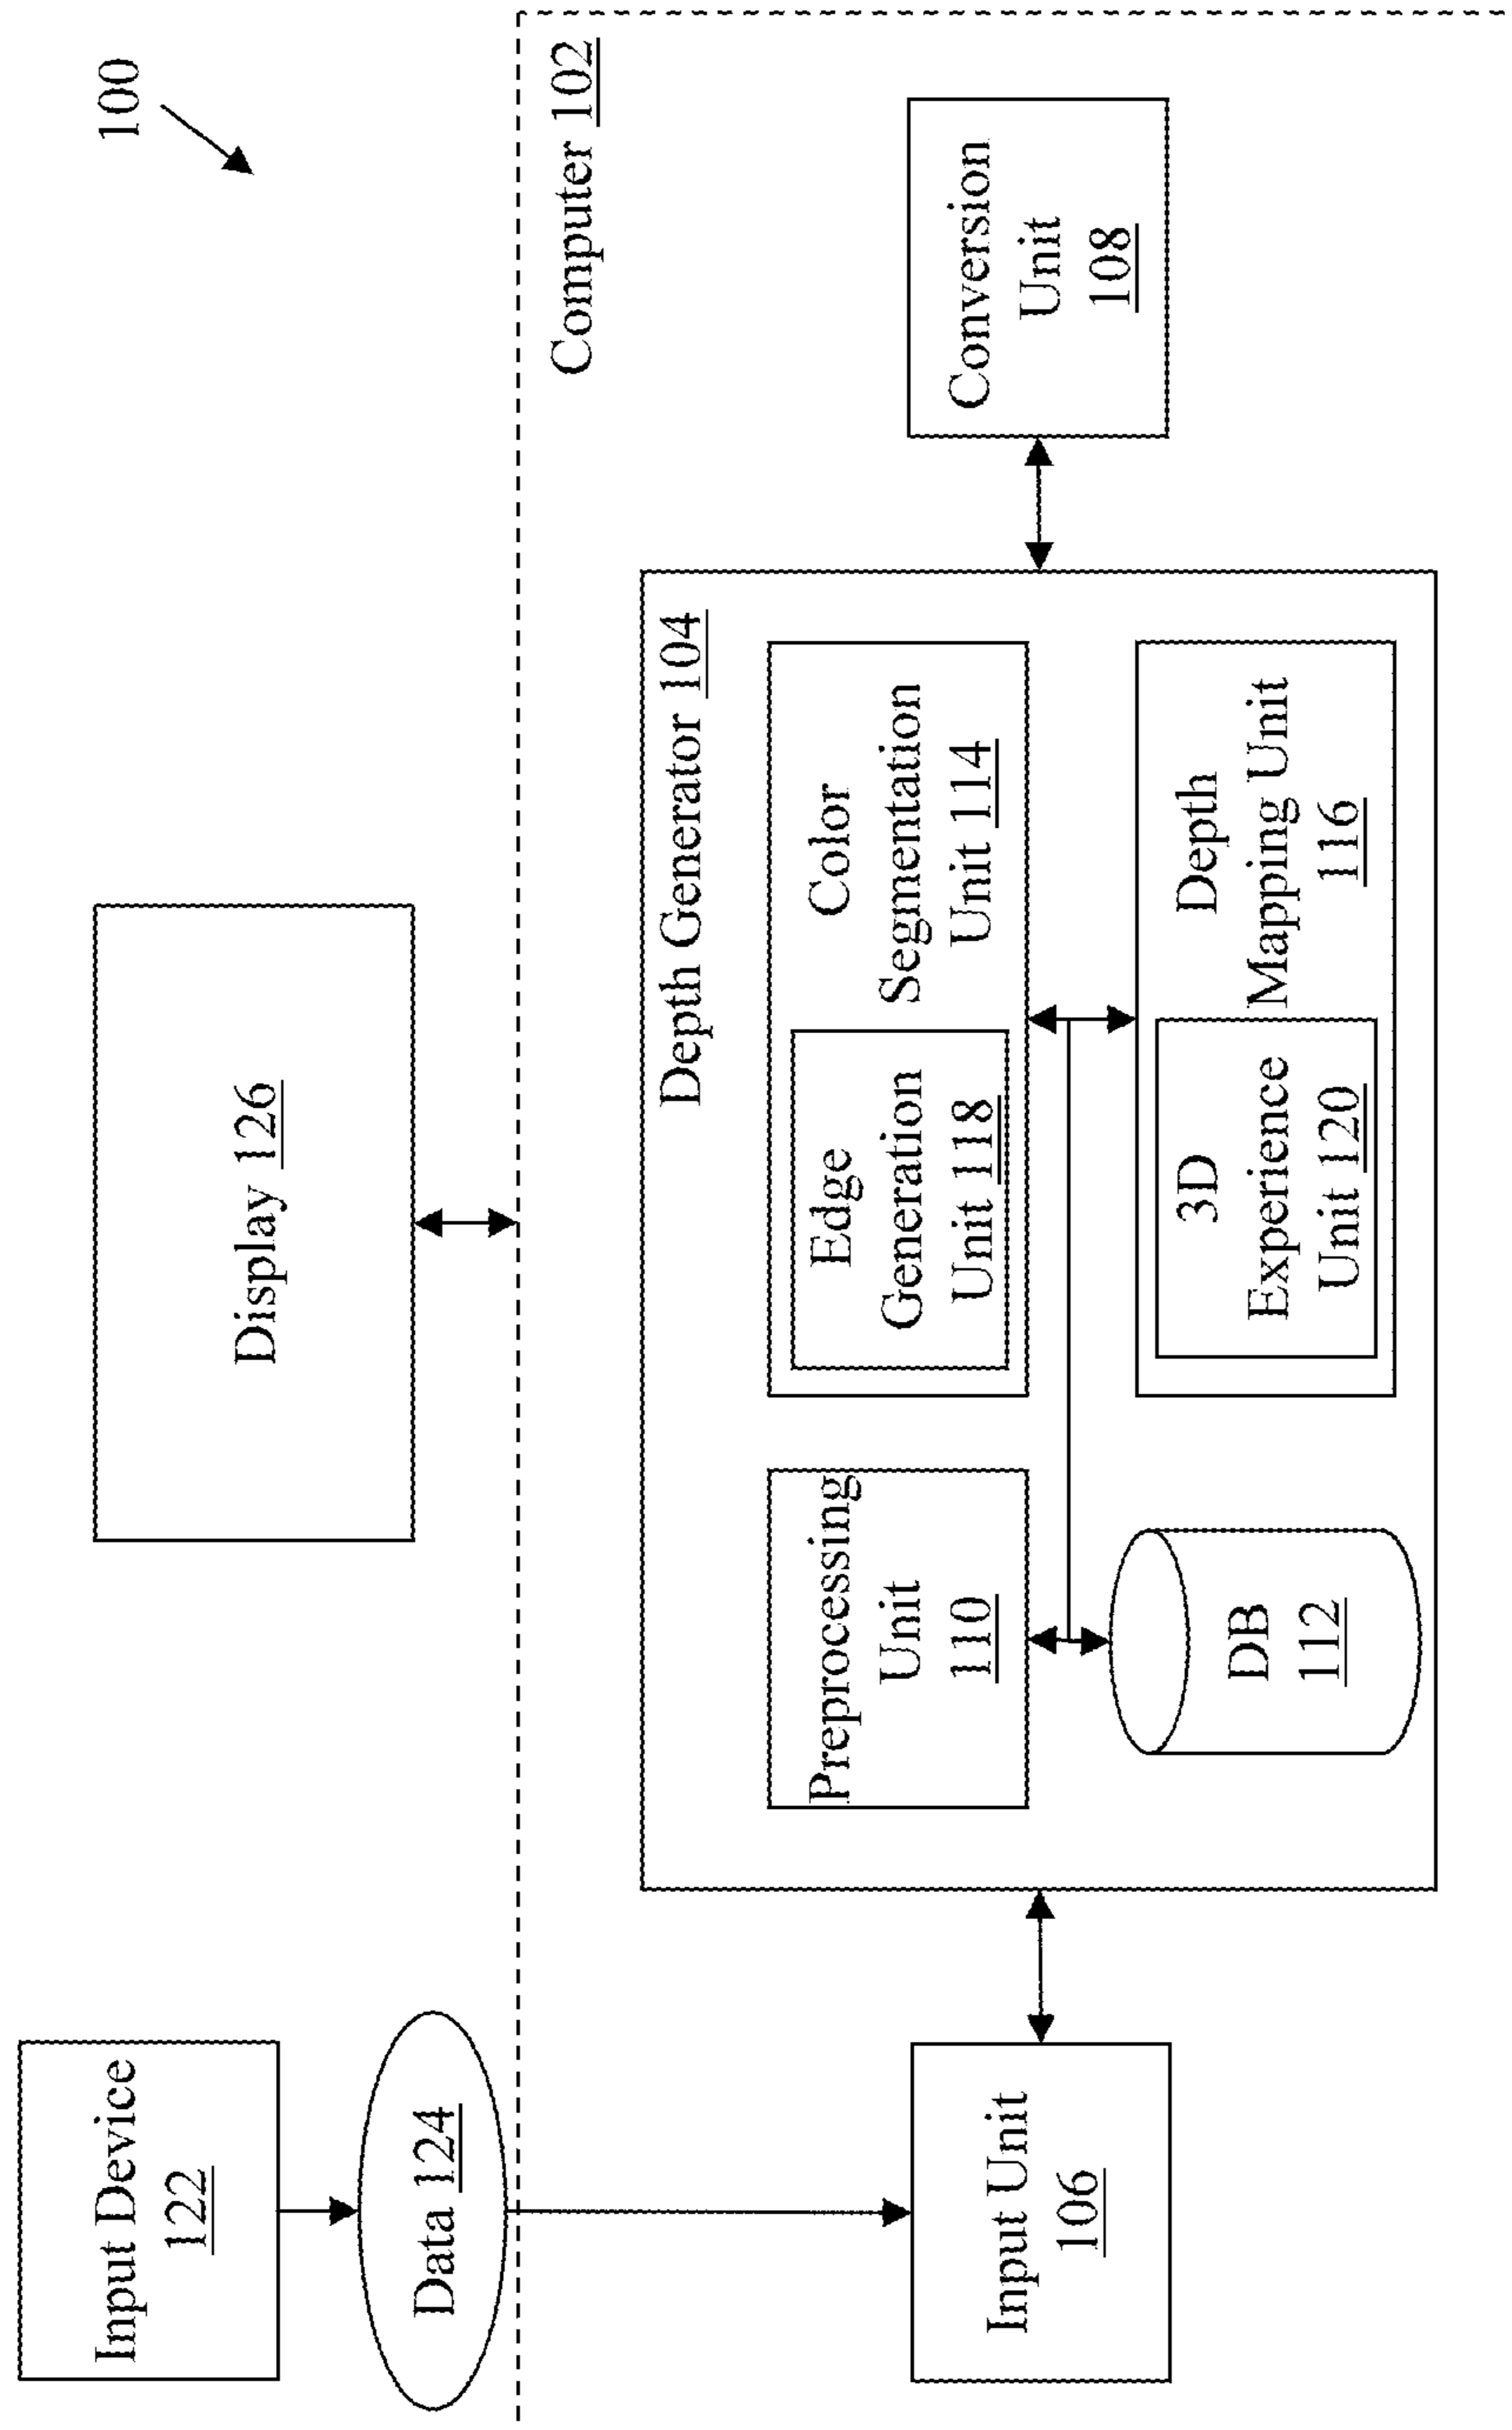 100
Input Device
122
Data 124
Display 126
Computer 102
Input Unit
106
Depth Generator 104
Preprocessing
Unit
110
DB
112
Edge
Generation
Unit 118
Color
Segmentation
Unit 114
3D
Experience
Unit 120
Depth
Mapping Unit
116
Conversion
Unit
108